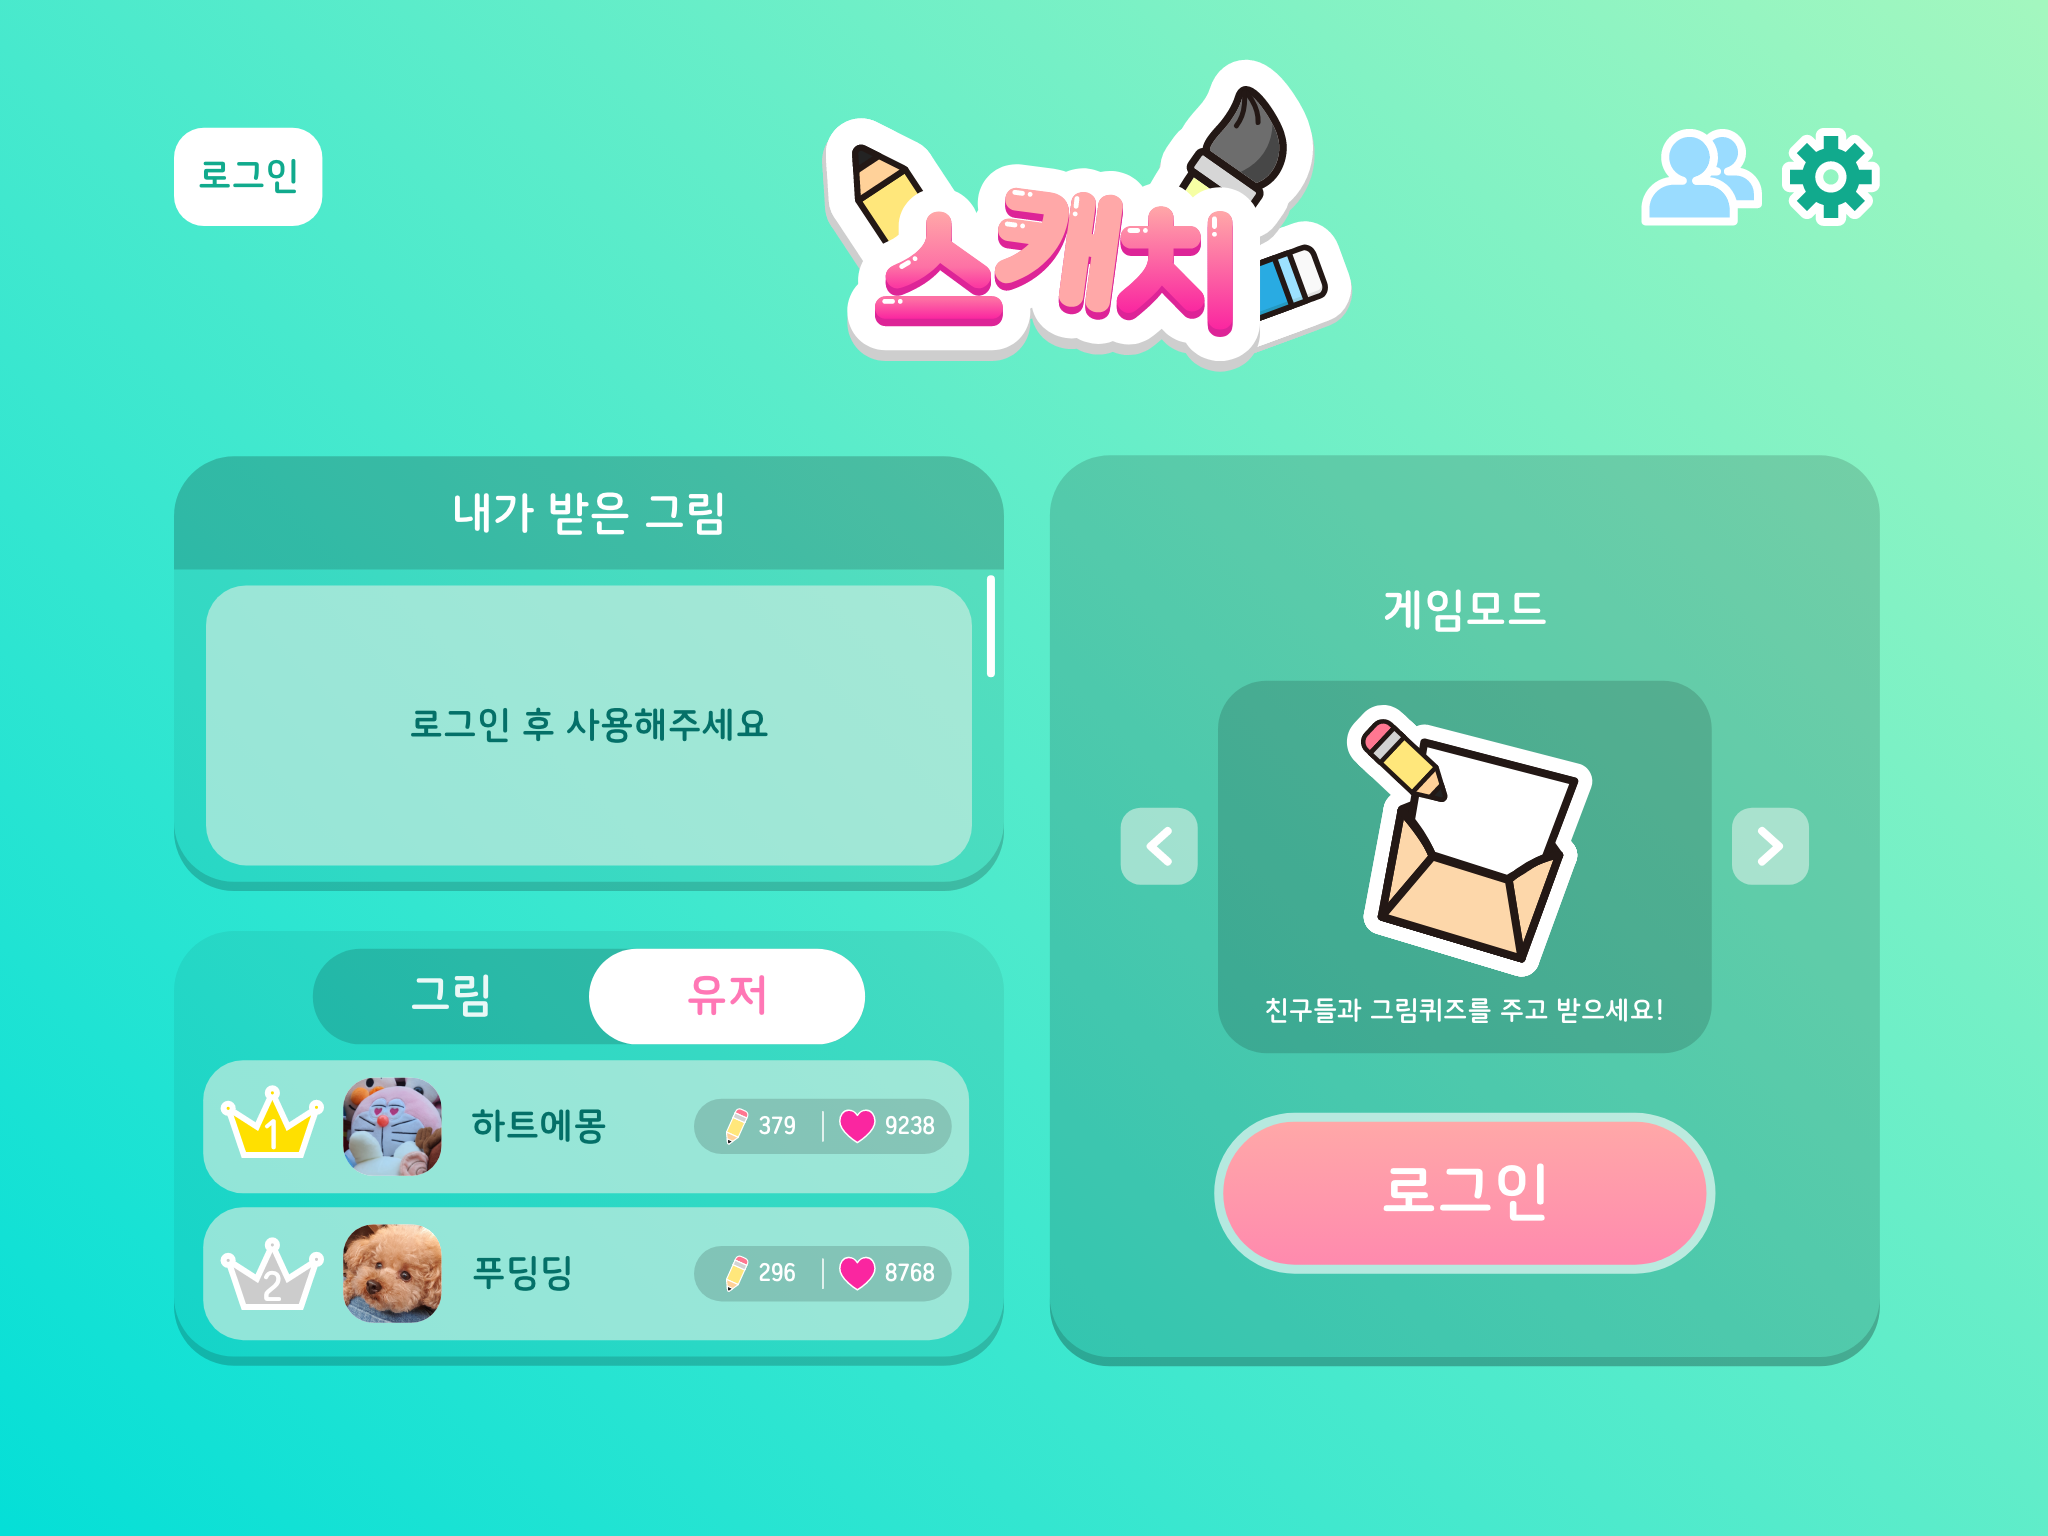 로그인
스캐치
내가 받은 그림
로그인 후 사용해주세요
그림
유저
1
하트에몽
379
9238
2
푸딩딩
296
8768
게임모드
친구들과 그림퀴즈를 주고 받으세요!
로그인